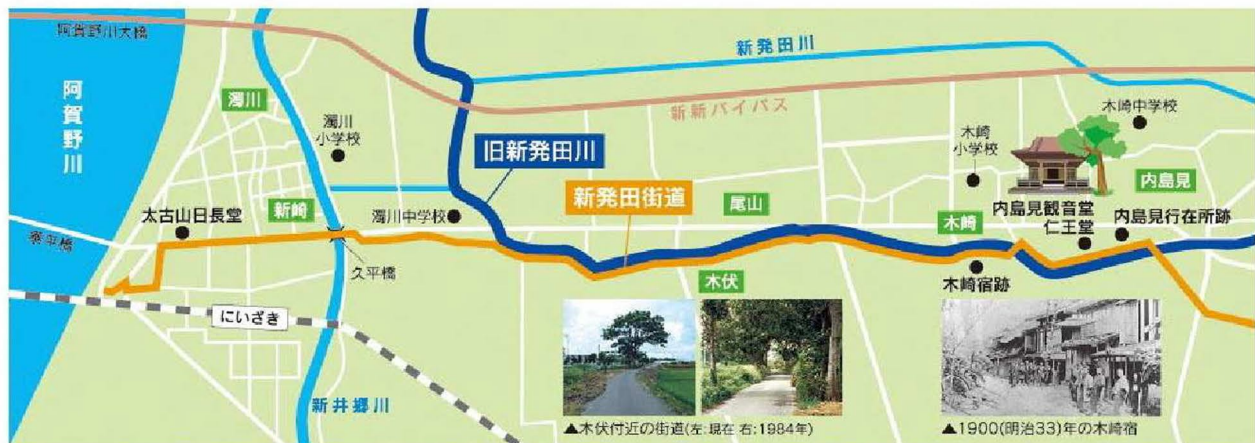 阿賀野川大橋
新発田川
阿賀野川
濁川
新新バイパス
木崎中学校
濁川
小学校
木崎
小学校
旧新発田川
新発田街道
尾山
内島見
太古山日長堂
新崎
濁川中学校
木崎
内島見観音堂
仁王堂
内島見行在所跡
泰平橋
久平橋
木伏
木崎宿跡
にいざき
新井郷川
▲木伏付近の街道(左:現在 右:1984年)
▲1900(明治33)年の木崎宿